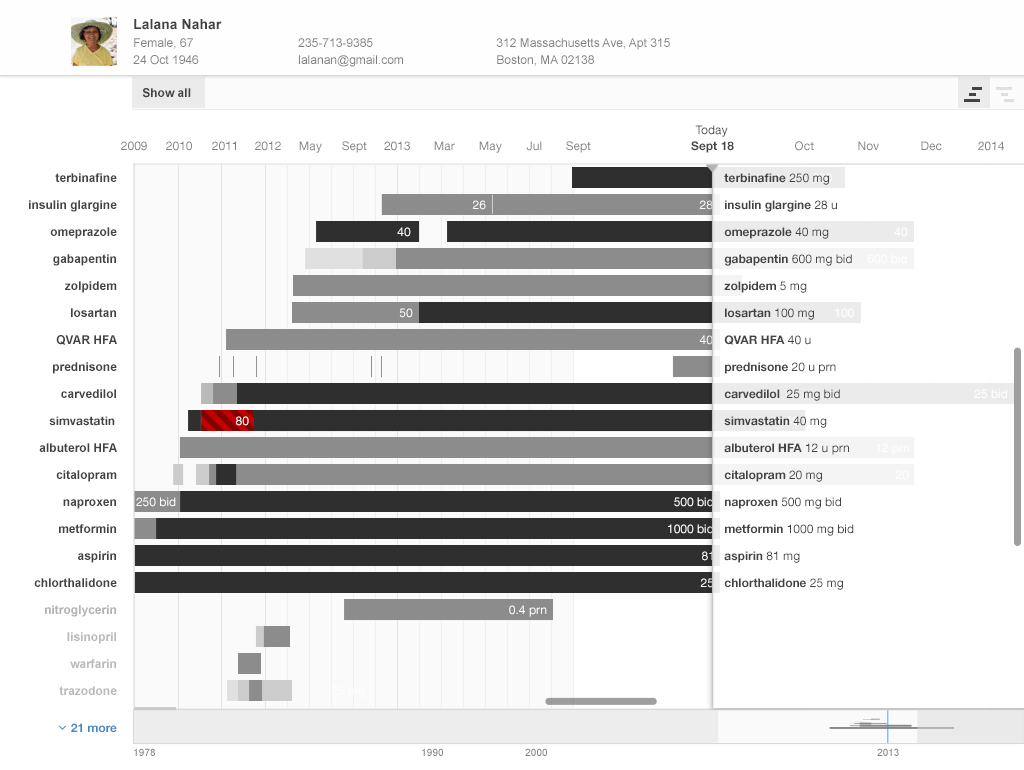 Lalana Nahar
Female, 67 235-713-9385 312 Massachusetts Ave, Apt 315
24 Oct 1946 lalanan@gmail.com Boston, MA 02138
Show all
Today
2009 2010 2011 2012 May Sept 2013 Mar May Jul Sept Sept 18 Oct Nov Dec 2014
terbinafine terbinafine 250 mg
insulin glargine 26 28 insulin glargine 28 u
omeprazole 40 omeprazole 40 mg 40
gabapentin gabapentin 600 mg bid 600 bid
zolpidem zolpidem 5 mg
losartan 50 losartan 100 mg 100
QVAR HFA 40 QVAR HFA 40 u
prednisone prednisone 20 u prn
carvedilol carvedilol 25 mg bid 25 bid
simvastatin 80 simvastatin 40 mg
albuterol HFA albuterol HFA 12 u prn 12 prn
citalopram citalopram 20 mg 20
naproxen 250 bid 500 bid naproxen 500 mg bid
metformin 1000 bid metformin 1000 mg bid
aspirin 81 aspirin 81 mg
chlorthalidone 25 chlorthalidone 25 mg
nitroglycerin 0.4 prn
lisinopril
warfarin
trazodone
21 more
1978 1990 2000 2013